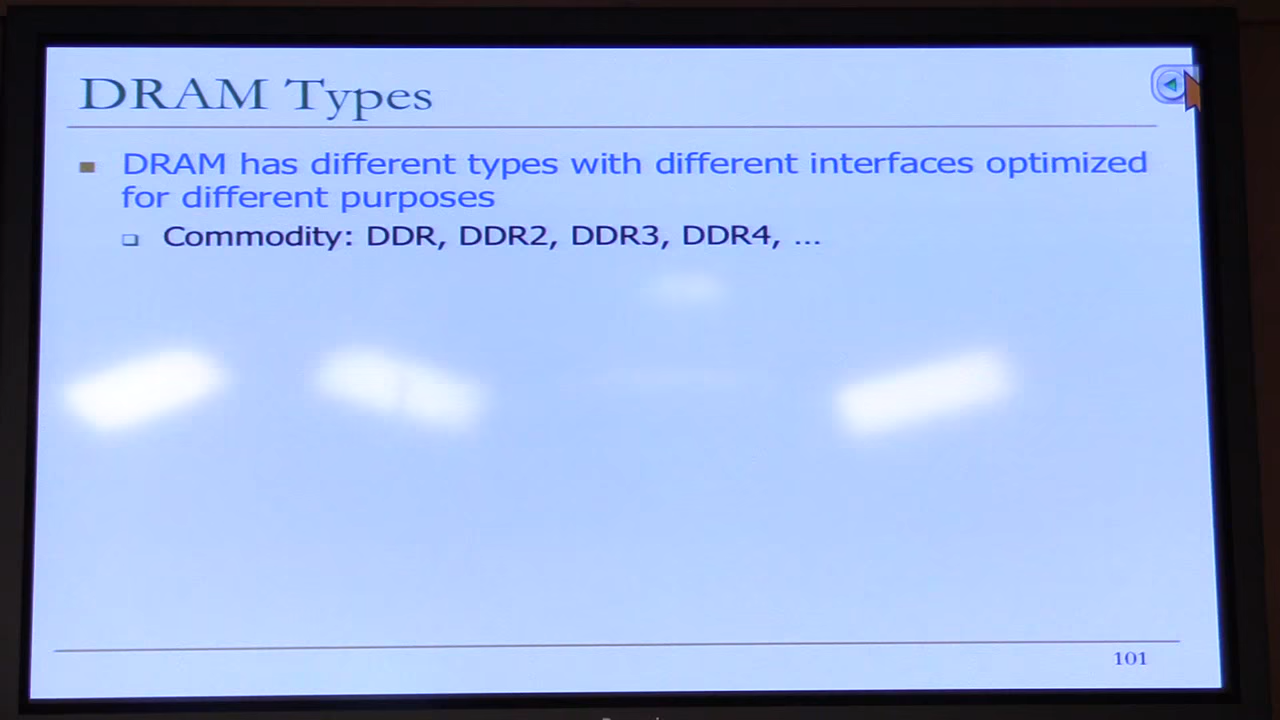 DRAM Types
DRAM has different types with different interfaces optimized
for different purposes
Commodity: DDR, DDR2, DDR3, DDR4, ...
101